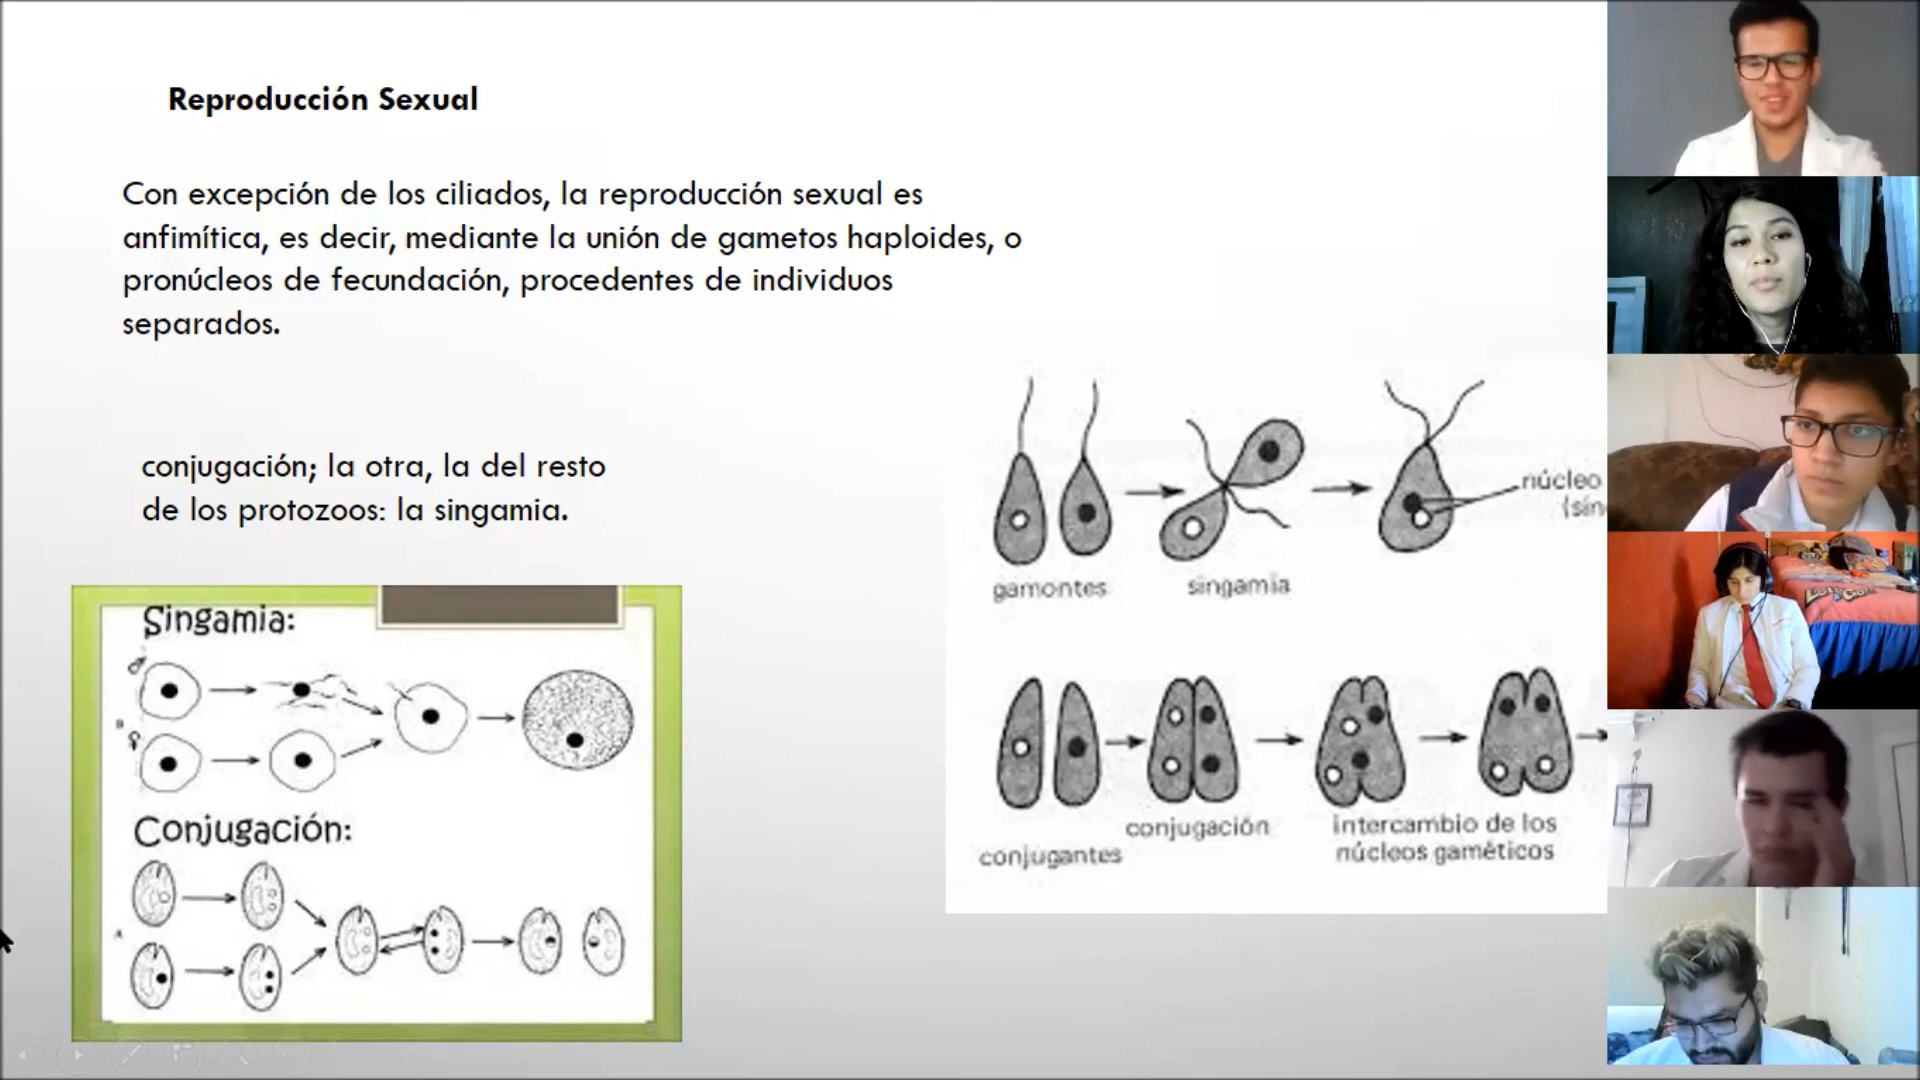 Reproducción Sexual
Con excepción de los ciliados, la reproducción sexual es
anfimítica, es decir, mediante la unión de gametos haploides, o
pronúcleos de fecundación, procedentes de individuos
separados.
conjugación; la otra, la del resto
de los protozoos: la singamia.
Singamia:
♂
B
♀
Conjugación:
A
núcleo
(sín
gamontes
singamia
conjugantes
conjugación
intercambio de los
núcleos gaméticos